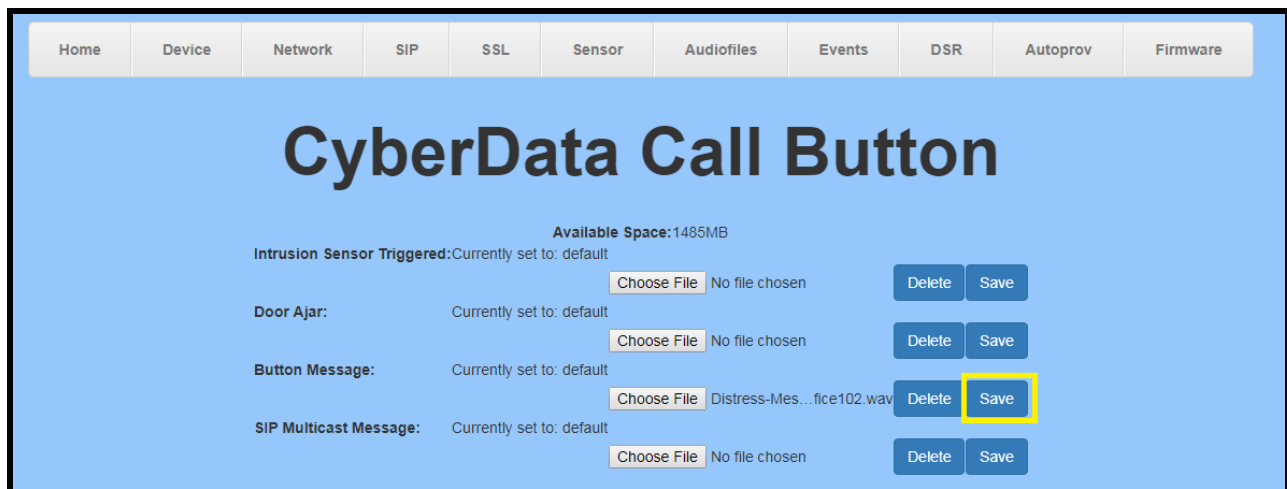 Home Device Network SIP SSL Sensor Audiofiles Events DSR Autoprov Firmware
CyberData Call Button
Available Space:1485MB
Intrusion Sensor Triggered:Currently set to: default
Choose File No file chosen Delete Save
Door Ajar: Currently set to: default
Choose File No file chosen Delete Save
Button Message: Currently set to: default
Choose File Distress-Mes...fice102.wav Delete Save
SIP Multicast Message: Currently set to: default
Choose File No file chosen Delete Save